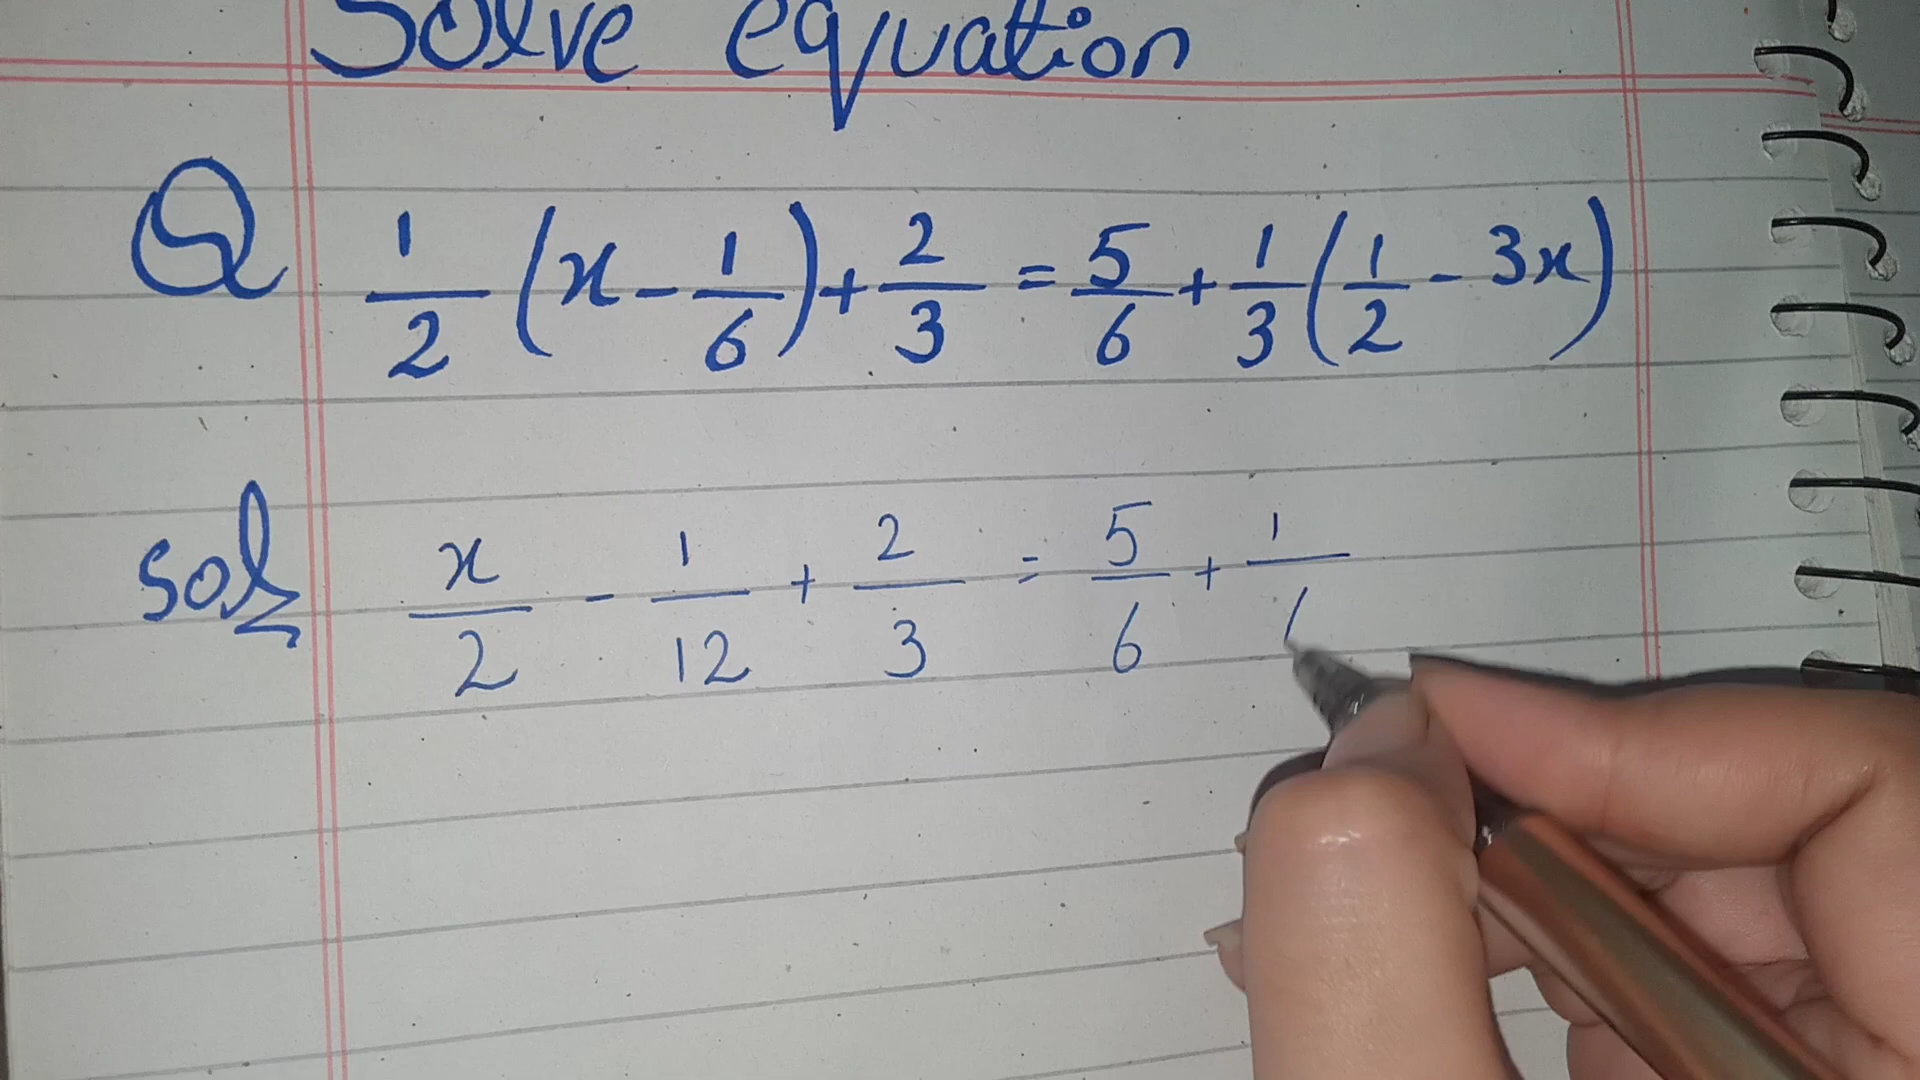 Solve equation
Q 1/2 (x - 1/6) + 2/3 = 5/6 + 1/3 (1/2 - 3x)
Sol x/2 - 1/12 + 2/3 = 5/6 + 1/